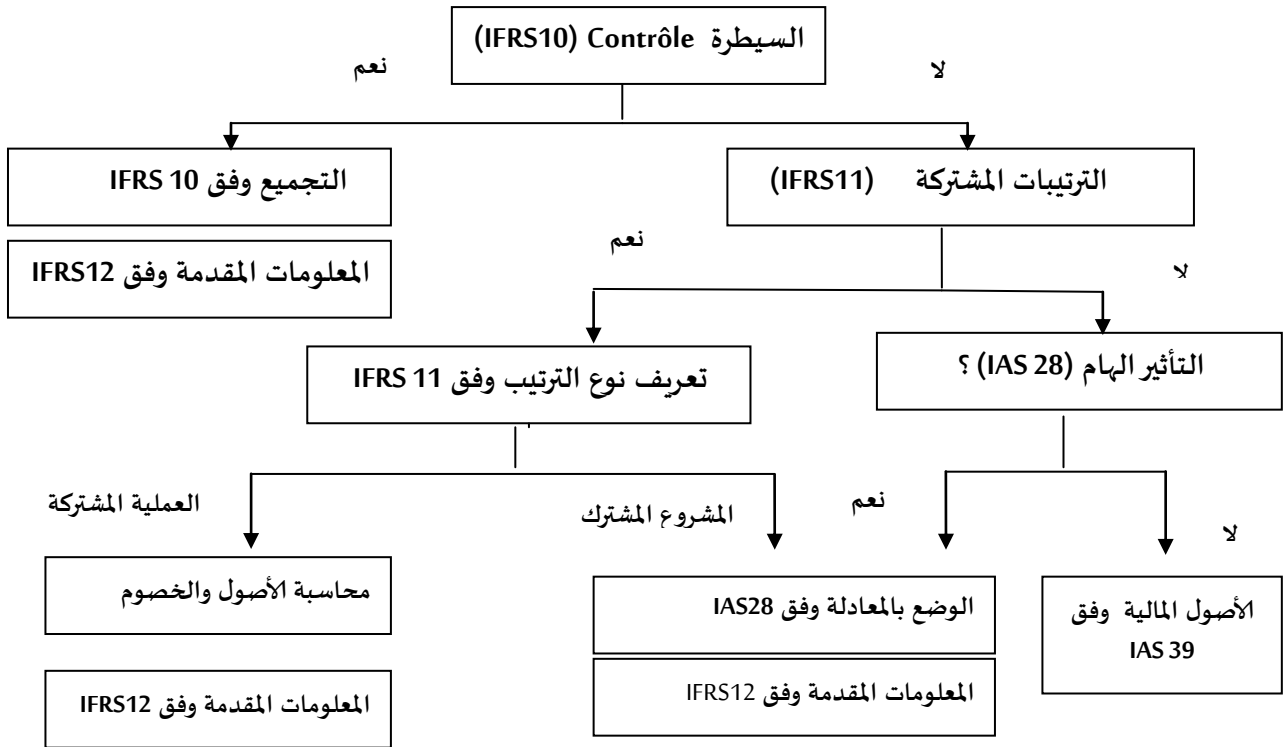 السيطرة Contrôle (IFRS10)
نعم
لا
التجميع وفق IFRS 10
الترتيبات المشتركة (IFRS11)
المعلومات المقدمة وفق IFRS12
نعم
لا
تعريف نوع الترتيب وفق IFRS 11
التأثير الهام (IAS 28) ؟
العملية المشتركة
المشروع المشترك
نعم
لا
محاسبة الأصول والخصوم
الوضع بالمعادلة وفق IAS28
الأصول المالية وفق
IAS 39
المعلومات المقدمة وفق IFRS12
المعلومات المقدمة وفق IFRS12